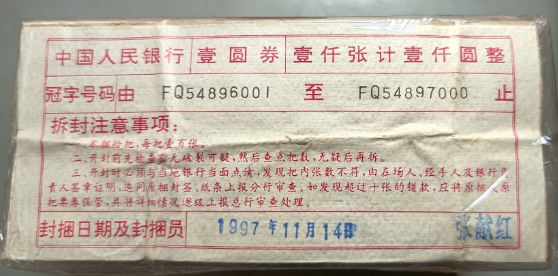 中国人民银行 壹圆券 壹仟张计壹仟圆整
冠字号码由 FQ54896001 至 FQ54897000 止
拆封注意事项：
一、本捆拾把，每把壹百张。
二、开封前先检查有无破裂可疑，然后查点把数，无疑后再拆。
三、开封时必须与当地银行当面点清，发现把内张数不符，由在场人、经手人及银行负
责人签章证明，连同原捆封签、纸条上报分行审查。如发现超过十张的错款，应将原捆及原
把票券保管，并将详细情况逐级上报总行审查处理。
封捆日期及封捆员 1997年11月14日 张献红